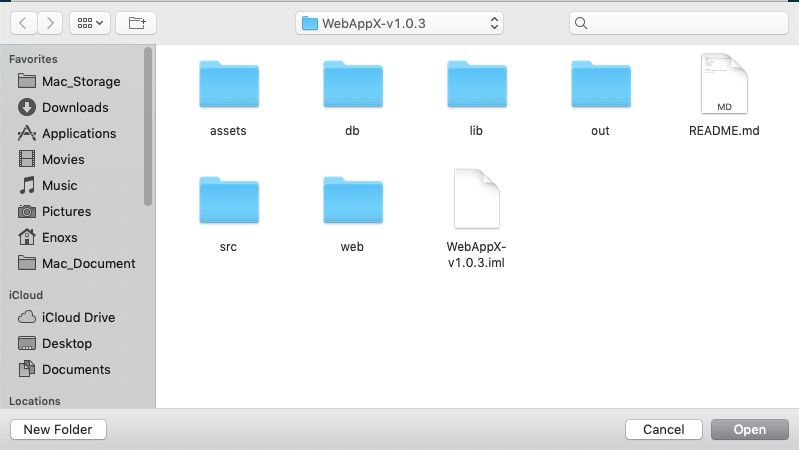 WebAppX-v1.0.3
Favorites
Mac_Storage
Downloads
Applications
Movies
Music
Pictures
Enoxs
Mac_Document
iCloud
iCloud Drive
Desktop
Documents
Locations
MD
assets
db
lib
out
README.md
src
web
WebAppX-
v1.0.3.iml
New Folder
Cancel
Open